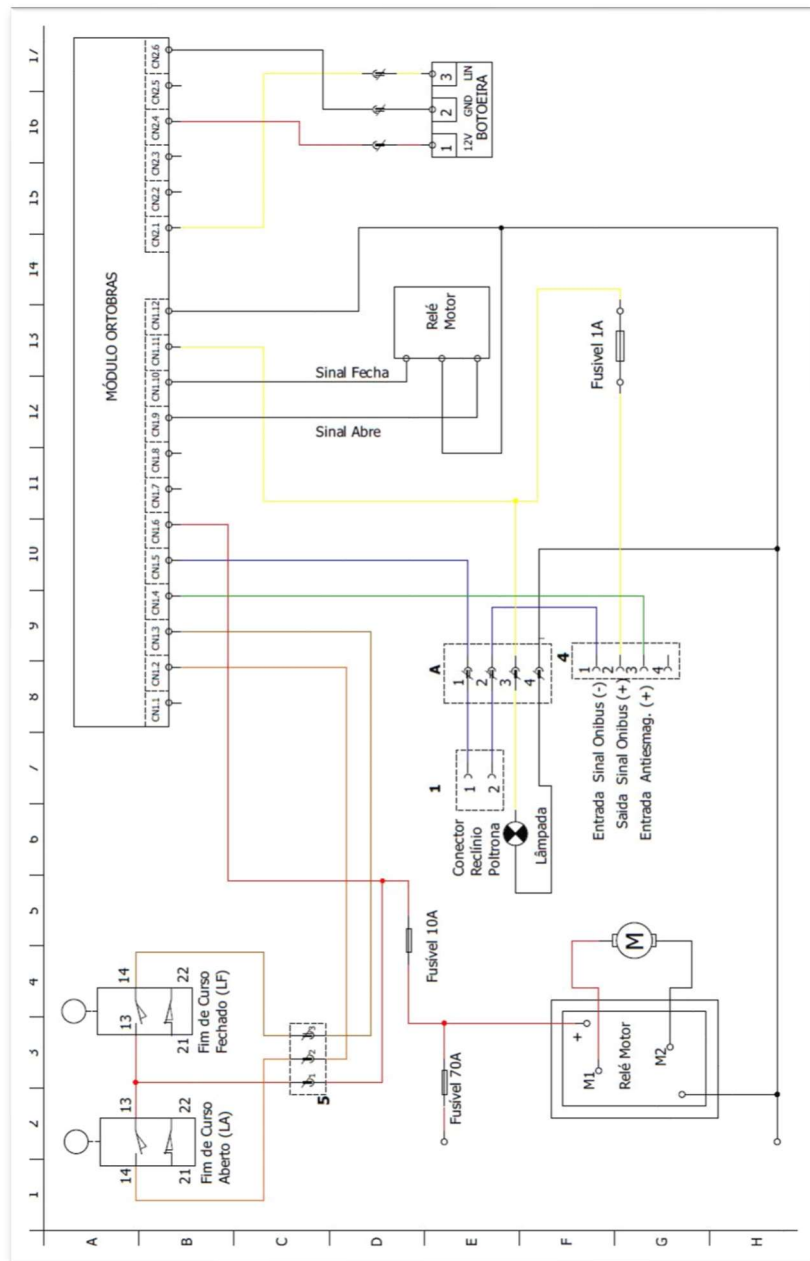 17
16
15
14
13
12
11
10
9
8
7
6
5
4
3
2
1
A
B
C
D
E
F
G
H
MÓDULO ORTOBRAS
CN2.6
CN2.5
CN2.4
CN2.3
CN2.2
CN2.1
CN1.12
CN1.11
CN1.10
CN1.9
CN1.8
CN1.7
CN1.6
CN1.5
CN1.4
CN1.3
CN1.2
CN1.1
3 LIN
2 GND
1 12V
BOTOEIRA
Relé
Motor
Sinal Fecha
Sinal Abre
Fusivel 1A
A
1
2
3
4
4
1
2
3
4
Entrada Sinal Onibus (-)
Saida Sinal Onibus (+)
Entrada Antiesmag. (+)
1
1
2
Conector
Reclínio
Poltrona
Lâmpada
Fusível 10A
Fusível 70A
13
14
21
22
Fim de Curso
Fechado (LF)
14
13
21
22
Fim de Curso
Aberto (LA)
1
2
3
5
M
+
M1
Relé Motor
M2